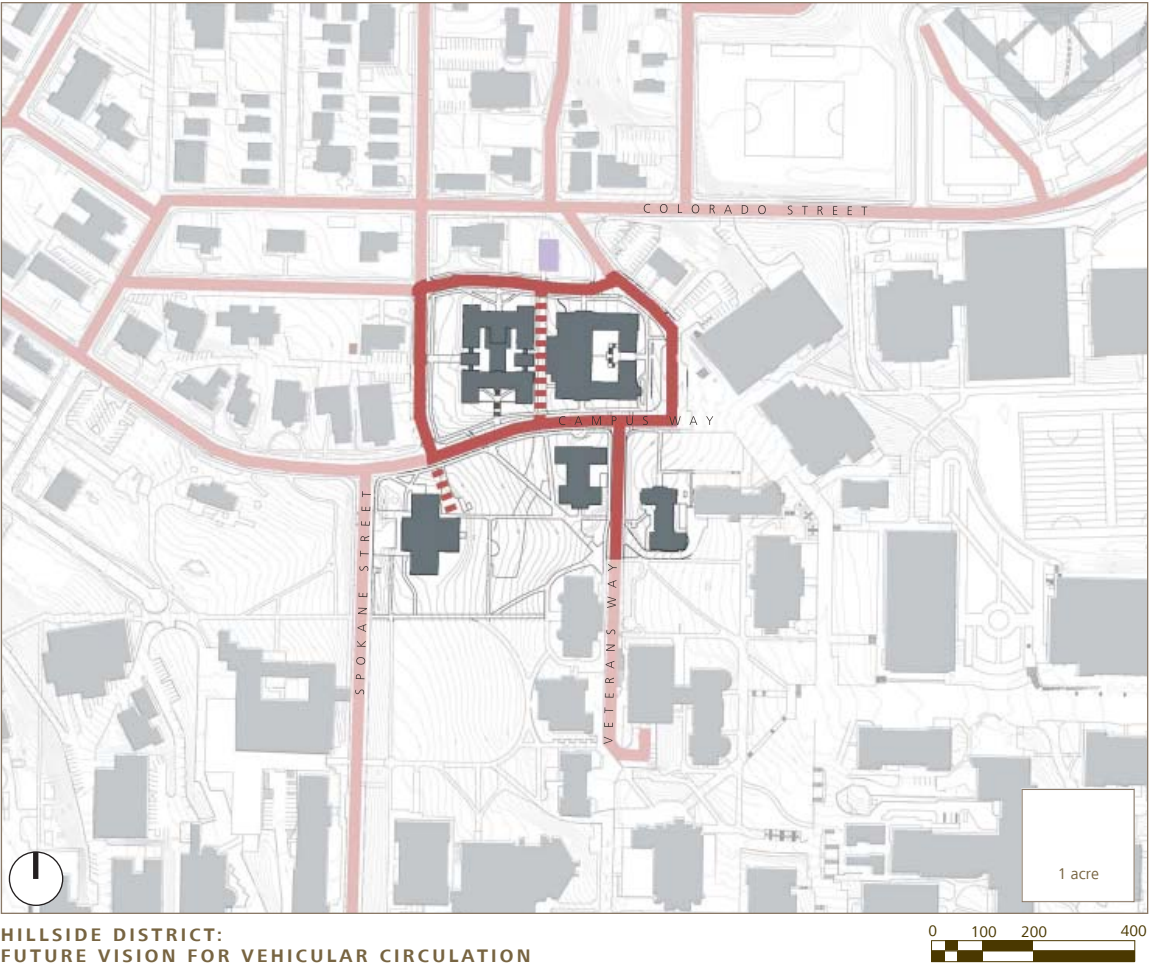 COLORADO STREET
CAMPUS WAY
SPOKANE STREET
VETERANS WAY
1 acre
HILLSIDE DISTRICT:
FUTURE VISION FOR VEHICULAR CIRCULATION
0 100 200 400